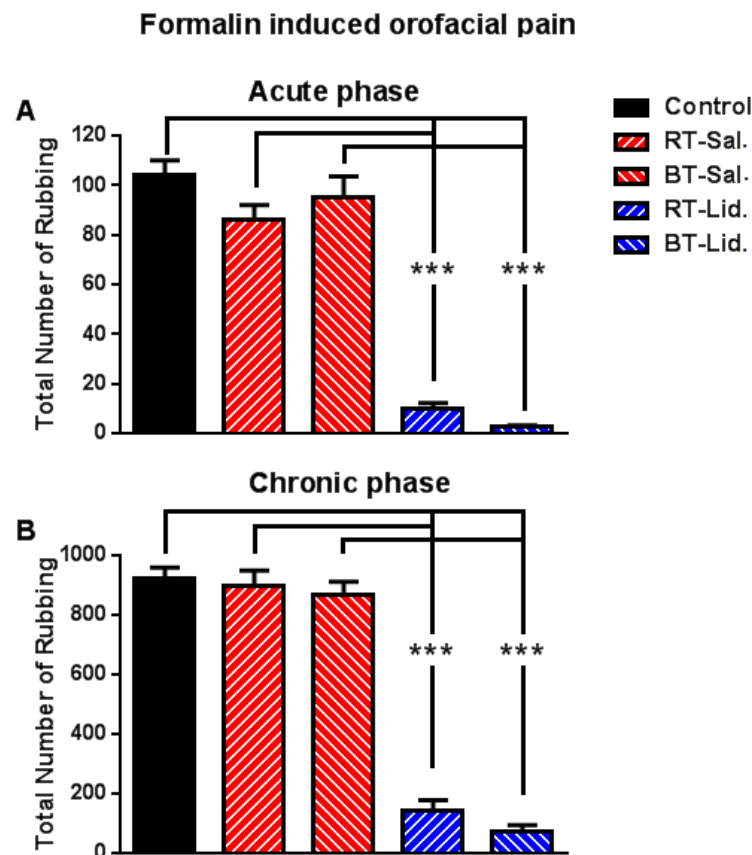 Formalin induced orofacial pain
A
Acute phase
Total Number of Rubbing
120
100
80
60
40
20
0
***
***
Control
RT-Sal.
BT-Sal.
RT-Lid.
BT-Lid.
B
Chronic phase
Total Number of Rubbing
1000
800
600
400
200
0
***
***